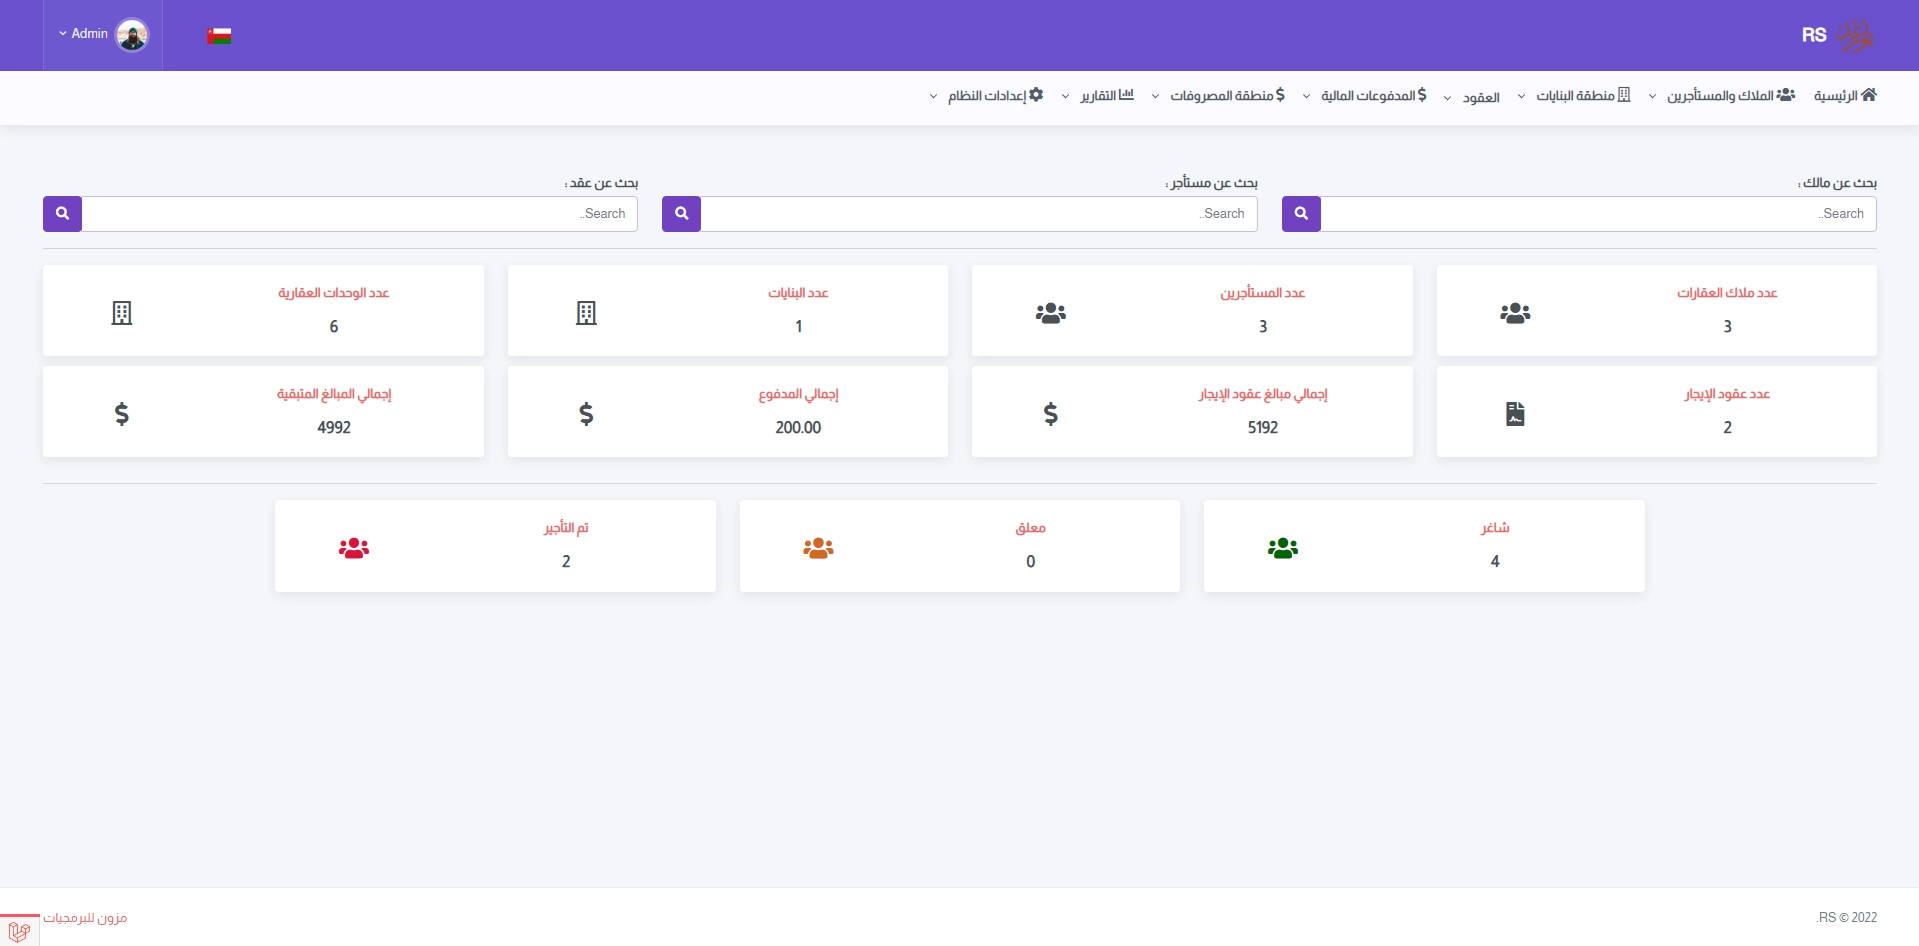 RS
Admin
الرئيسية
الملاك والمستأجرين
منطقة البنايات
العقود
المدفوعات المالية
منطقة المصروفات
التقارير
إعدادات النظام
بحث عن مالك :
بحث عن مستأجر :
بحث عن عقد :
Search..
Search..
Search..
عدد ملاك العقارات
3
عدد المستأجرين
3
عدد البنايات
1
عدد الوحدات العقارية
6
عدد عقود الإيجار
2
إجمالي مبالغ عقود الإيجار
5192
إجمالي المدفوع
200.00
إجمالي المبالغ المتبقية
4992
شاغر
4
معلق
0
تم التأجير
2
RS © 2022.
مزون للبرمجيات